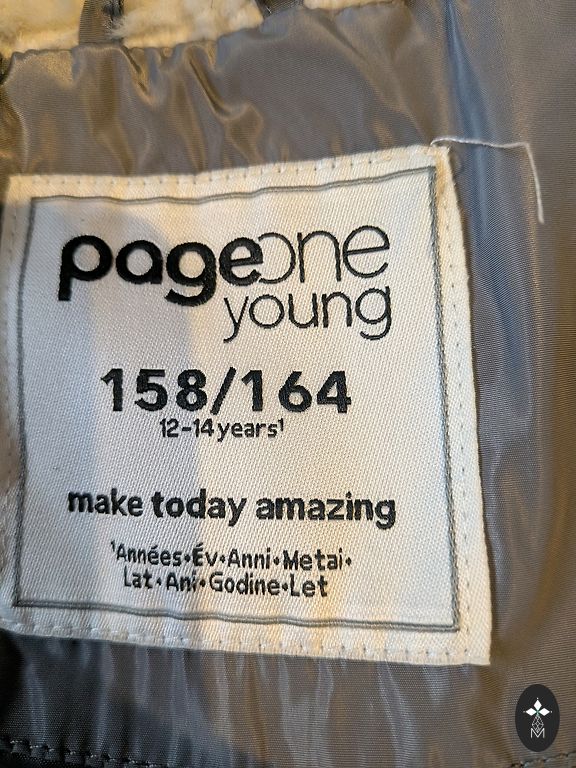 pageone
young
158/164
12-14 years¹
make today amazing
¹Années•Év•Anni•Metai•
Lat•Ani•Godine•Let
M